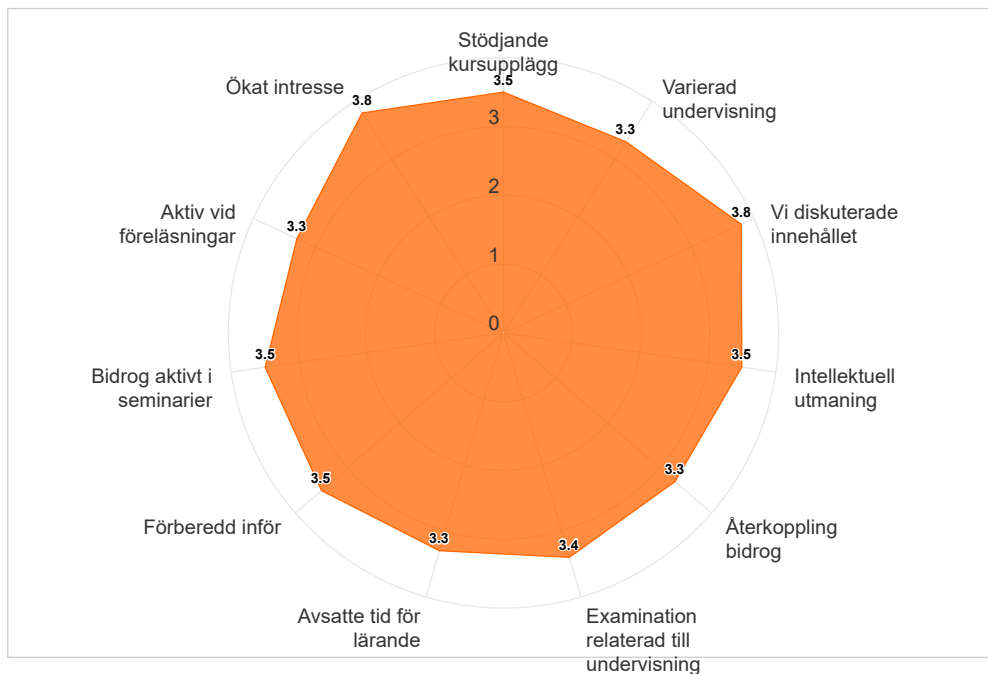 Stödjande
kursupplägg
3.5
Varierad
undervisning
3.3
Vi diskuterade
innehållet
3.8
Intellektuell
utmaning
3.5
Återkoppling
bidrog
3.3
Examination
relaterad till
undervisning
3.4
Avsatte tid för
lärande
3.3
Förberedd inför
3.5
Bidrog aktivt i
seminarier
3.5
Aktiv vid
föreläsningar
3.3
Ökat intresse
3.8
3
2
1
0